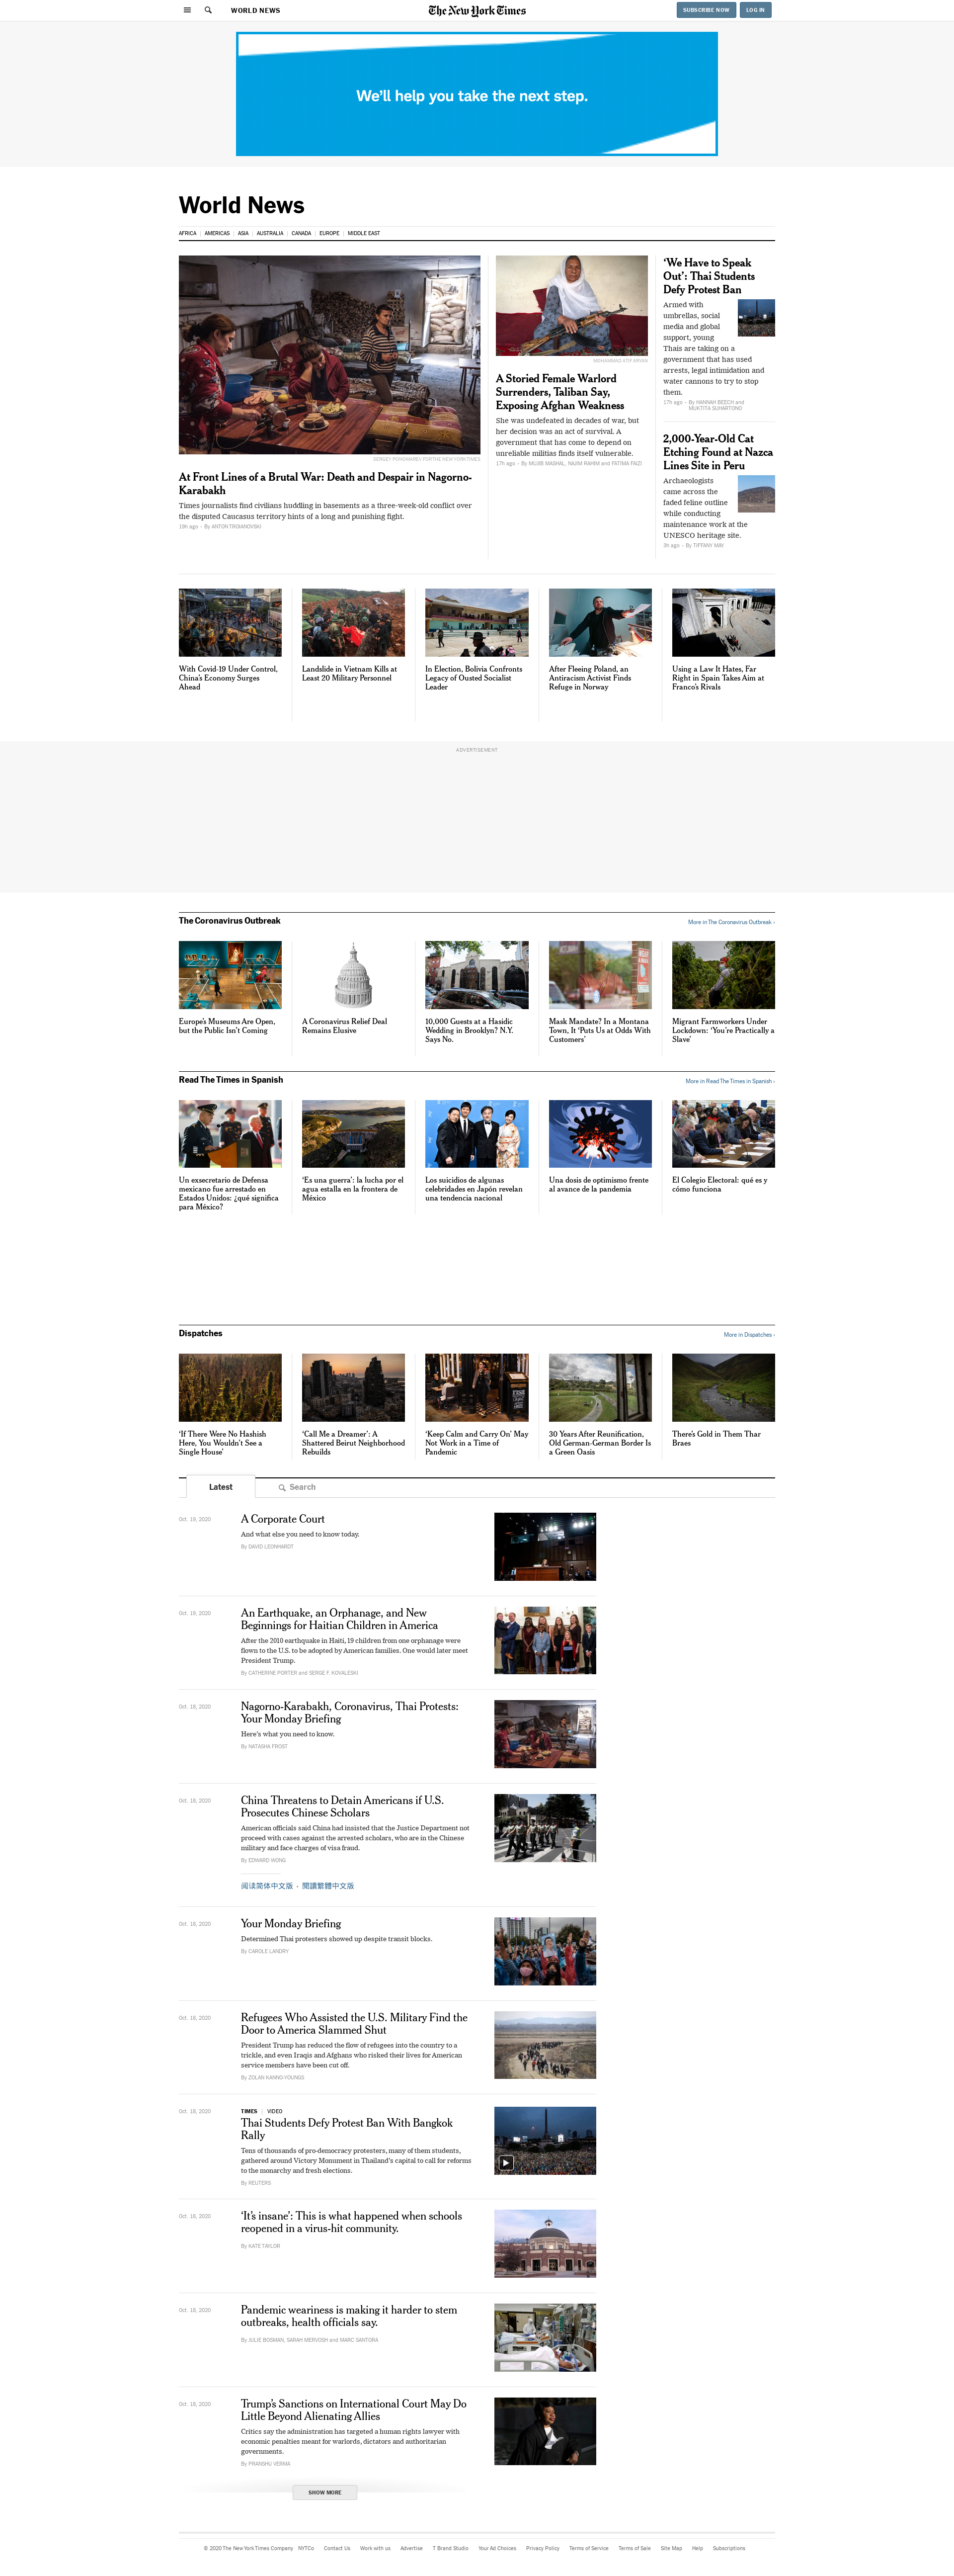 WORLD NEWS
The New York Times
SUBSCRIBE NOW
LOG IN
We'll help you take the next step.
World News
AFRICA
AMERICAS
ASIA
AUSTRALIA
CANADA
EUROPE
MIDDLE EAST
SERGEY PONOMAREV FOR THE NEW YORK TIMES
At Front Lines of a Brutal War: Death and Despair in Nagorno-
Karabakh
Times journalists find civilians huddling in basements as a three-week-old conflict over
the disputed Caucasus territory hints of a long and punishing fight.
19h ago
By ANTON TROIANOVSKI
MOHAMMAD ATIF ARYAN
A Storied Female Warlord
Surrenders, Taliban Say,
Exposing Afghan Weakness
She was undefeated in decades of war, but
her decision was an act of survival. A
government that has come to depend on
unreliable militias finds itself vulnerable.
17h ago
By MUJIB MASHAL, NAJIM RAHIM and FATIMA FAIZI
‘We Have to Speak
Out’: Thai Students
Defy Protest Ban
Armed with
umbrellas, social
media and global
support, young
Thais are taking on a
government that has used
arrests, legal intimidation and
water cannons to try to stop
them.
17h ago
By HANNAH BEECH and
MUKTITA SUHARTONO
2,000-Year-Old Cat
Etching Found at Nazca
Lines Site in Peru
Archaeologists
came across the
faded feline outline
while conducting
maintenance work at the
UNESCO heritage site.
9h ago
By TIFFANY MAY
With Covid-19 Under Control,
China’s Economy Surges
Ahead
Landslide in Vietnam Kills at
Least 20 Military Personnel
In Election, Bolivia Confronts
Legacy of Ousted Socialist
Leader
After Fleeing Poland, an
Antiracism Activist Finds
Refuge in Norway
Using a Law It Hates, Far
Right in Spain Takes Aim at
Franco’s Rivals
ADVERTISEMENT
The Coronavirus Outbreak
More in The Coronavirus Outbreak ›
Europe’s Museums Are Open,
but the Public Isn’t Coming
A Coronavirus Relief Deal
Remains Elusive
10,000 Guests at a Hasidic
Wedding in Brooklyn? N.Y.
Says No.
Mask Mandate? In a Montana
Town, It ‘Puts Us at Odds With
Customers’
Migrant Farmworkers Under
Lockdown: ‘You’re Practically a
Slave’
Read The Times in Spanish
More in Read The Times in Spanish ›
Un exsecretario de Defensa
mexicano fue arrestado en
Estados Unidos: ¿qué significa
para México?
‘Es una guerra’: la lucha por el
agua estalla en la frontera de
México
Los suicidios de algunas
celebridades en Japón revelan
una tendencia nacional
Una dosis de optimismo frente
al avance de la pandemia
El Colegio Electoral: qué es y
cómo funciona
Dispatches
More in Dispatches ›
‘If There Were No Hashish
Here, You Wouldn’t See a
Single House’
‘Call Me a Dreamer’: A
Shattered Beirut Neighborhood
Rebuilds
‘Keep Calm and Carry On’ May
Not Work in a Time of
Pandemic
30 Years After Reunification,
Old German-German Border Is
a Green Oasis
There’s Gold in Them Thar
Braes
Latest
Search
Oct. 19, 2020
A Corporate Court
And what else you need to know today.
By DAVID LEONHARDT
Oct. 19, 2020
An Earthquake, an Orphanage, and New
Beginnings for Haitian Children in America
After the 2010 earthquake in Haiti, 19 children from one orphanage were
flown to the U.S. to be adopted by American families. One would later meet
President Trump.
By CATHERINE PORTER and SERGE F. KOVALESKI
Oct. 18, 2020
Nagorno-Karabakh, Coronavirus, Thai Protests:
Your Monday Briefing
Here’s what you need to know.
By NATASHA FROST
Oct. 18, 2020
China Threatens to Detain Americans if U.S.
Prosecutes Chinese Scholars
American officials said China had insisted that the Justice Department not
proceed with cases against the arrested scholars, who are in the Chinese
military and face charges of visa fraud.
By EDWARD WONG
阅读简体中文版 • 閱讀繁體中文版
Oct. 18, 2020
Your Monday Briefing
Determined Thai protesters showed up despite transit blocks.
By CAROLE LANDRY
Oct. 18, 2020
Refugees Who Assisted the U.S. Military Find the
Door to America Slammed Shut
President Trump has reduced the flow of refugees into the country to a
trickle, and even Iraqis and Afghans who risked their lives for American
service members have been cut off.
By ZOLAN KANNO-YOUNGS
Oct. 18, 2020
TIMES | VIDEO
Thai Students Defy Protest Ban With Bangkok
Rally
Tens of thousands of pro-democracy protesters, many of them students,
gathered around Victory Monument in Thailand’s capital to call for reforms
to the monarchy and fresh elections.
By REUTERS
Oct. 18, 2020
‘It’s insane’: This is what happened when schools
reopened in a virus-hit community.
By KATE TAYLOR
Oct. 18, 2020
Pandemic weariness is making it harder to stem
outbreaks, health officials say.
By JULIE BOSMAN, SARAH MERVOSH and MARC SANTORA
Oct. 18, 2020
Trump’s Sanctions on International Court May Do
Little Beyond Alienating Allies
Critics say the administration has targeted a human rights lawyer with
economic penalties meant for warlords, dictators and authoritarian
governments.
By PRANSHU VERMA
SHOW MORE
© 2020 The New York Times Company
NYTCo
Contact Us
Work with us
Advertise
T Brand Studio
Your Ad Choices
Privacy Policy
Terms of Service
Terms of Sale
Site Map
Help
Subscriptions